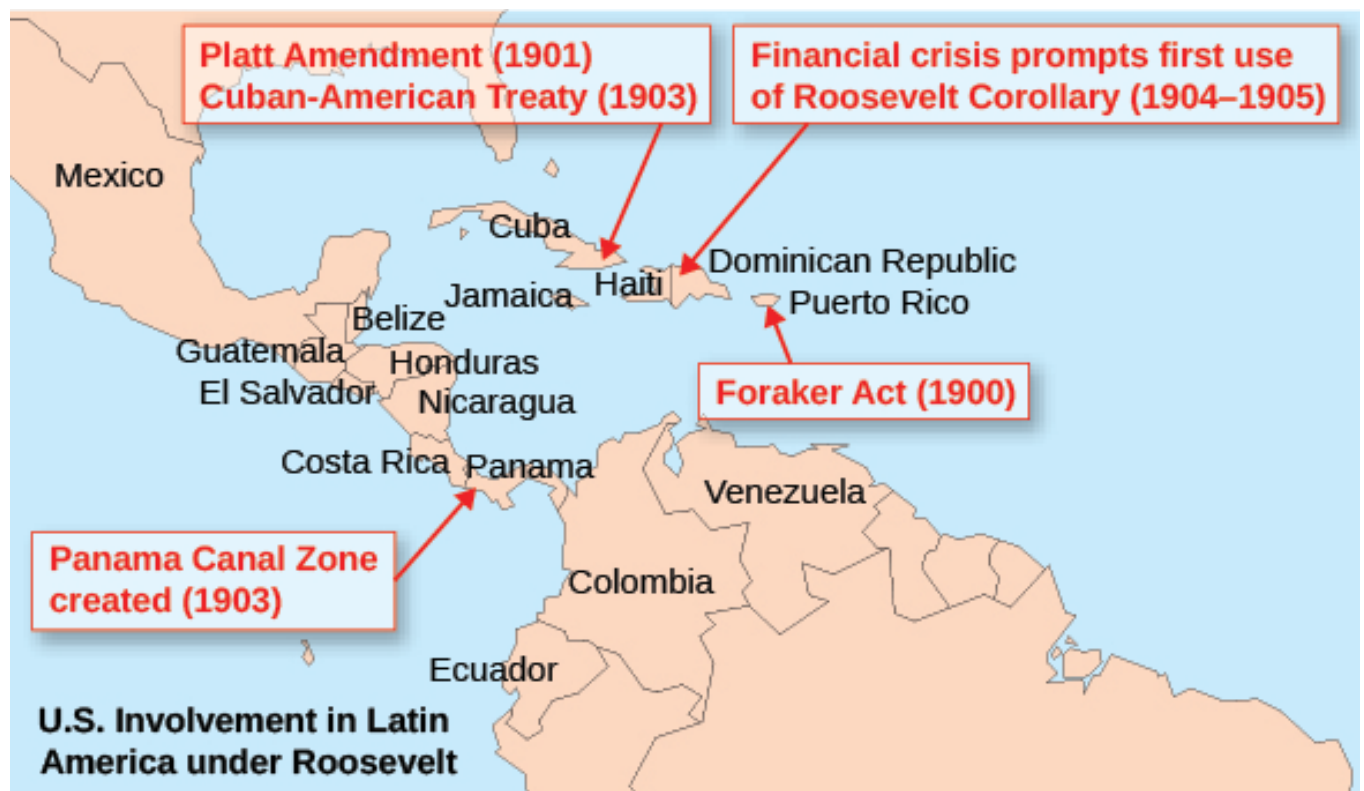 Platt Amendment (1901)
Cuban-American Treaty (1903)
Financial crisis prompts first use
of Roosevelt Corollary (1904–1905)
Mexico
Cuba
Dominican Republic
Haiti
Jamaica
Puerto Rico
Belize
Guatemala
Honduras
El Salvador
Nicaragua
Foraker Act (1900)
Costa Rica
Panama
Venezuela
Panama Canal Zone
created (1903)
Colombia
Ecuador
U.S. Involvement in Latin
America under Roosevelt